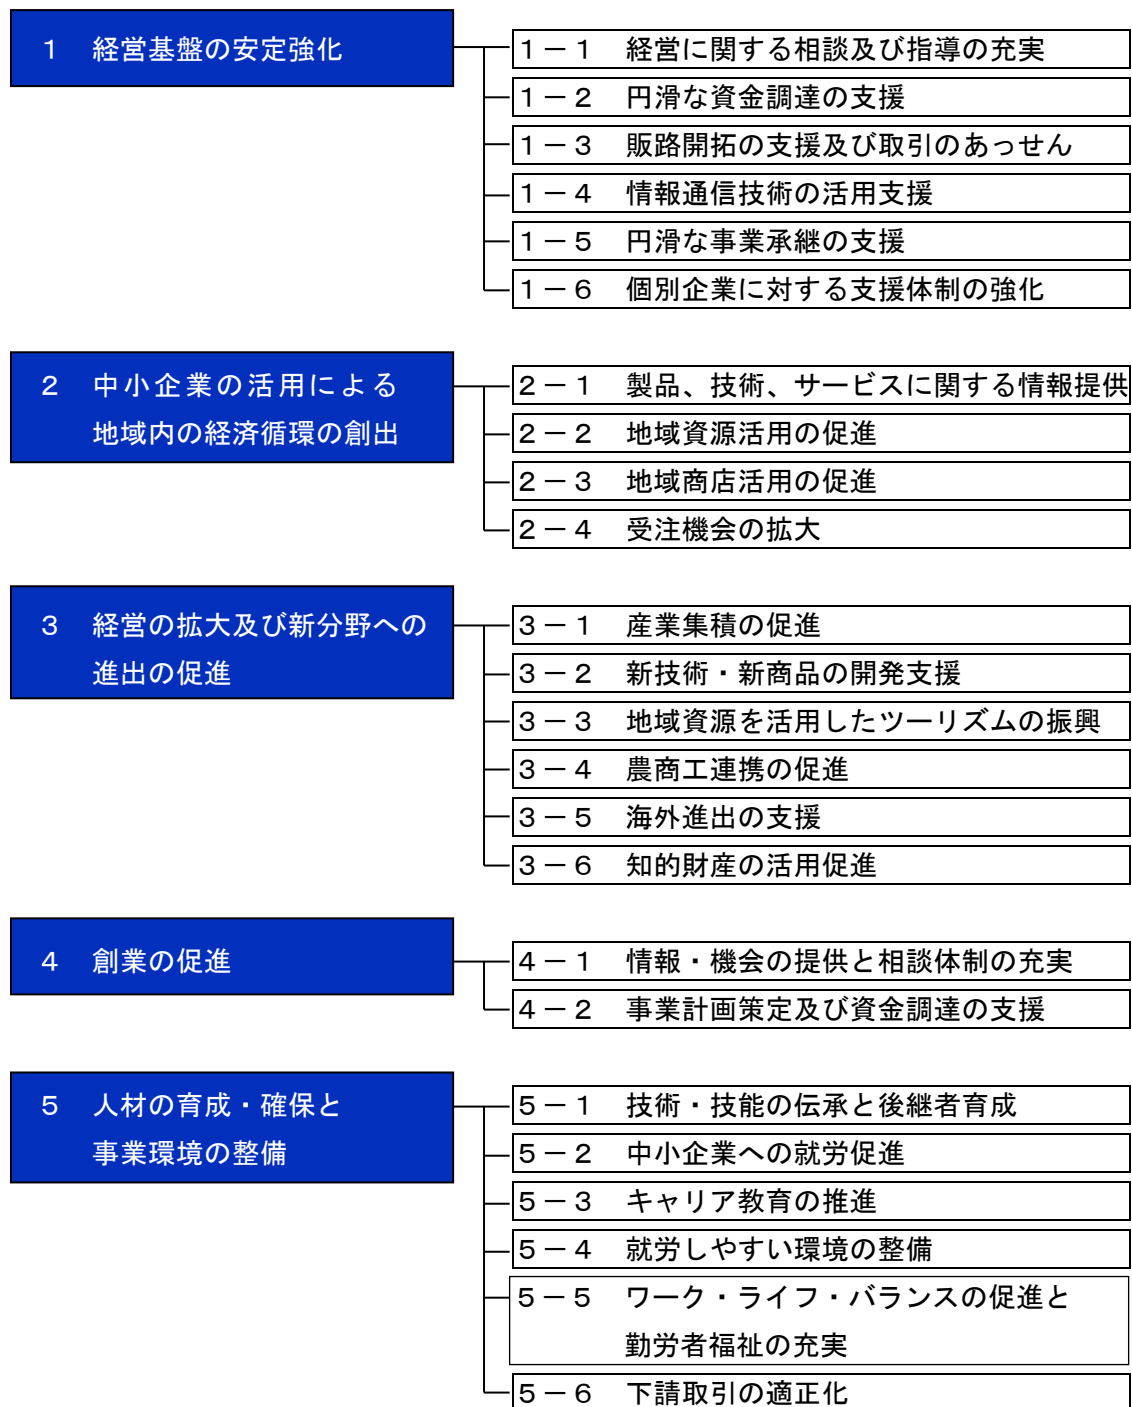 １　経営基盤の安定強化
１－１　経営に関する相談及び指導の充実
１－２　円滑な資金調達の支援
１－３　販路開拓の支援及び取引のあっせん
１－４　情報通信技術の活用支援
１－５　円滑な事業承継の支援
１－６　個別企業に対する支援体制の強化
２　中小企業の活用による
地域内の経済循環の創出
２－１　製品、技術、サービスに関する情報提供
２－２　地域資源活用の促進
２－３　地域商店活用の促進
２－４　受注機会の拡大
３　経営の拡大及び新分野への
進出の促進
３－１　産業集積の促進
３－２　新技術・新商品の開発支援
３－３　地域資源を活用したツーリズムの振興
３－４　農商工連携の促進
３－５　海外進出の支援
３－６　知的財産の活用促進
４　創業の促進
４－１　情報・機会の提供と相談体制の充実
４－２　事業計画策定及び資金調達の支援
５　人材の育成・確保と
事業環境の整備
５－１　技術・技能の伝承と後継者育成
５－２　中小企業への就労促進
５－３　キャリア教育の推進
５－４　就労しやすい環境の整備
５－５　ワーク・ライフ・バランスの促進と
勤労者福祉の充実
５－６　下請取引の適正化